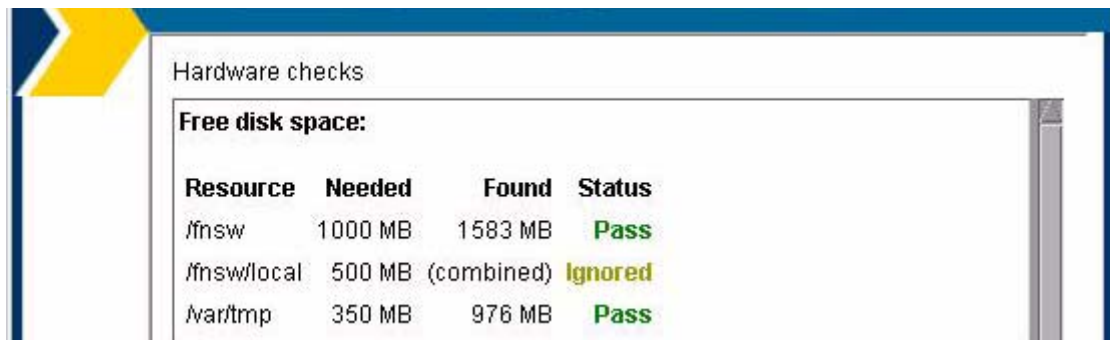 Hardware checks
Free disk space:
Resource Needed Found Status
/fnsw 1000 MB 1583 MB Pass
/fnsw/local 500 MB (combined) Ignored
/var/tmp 350 MB 976 MB Pass